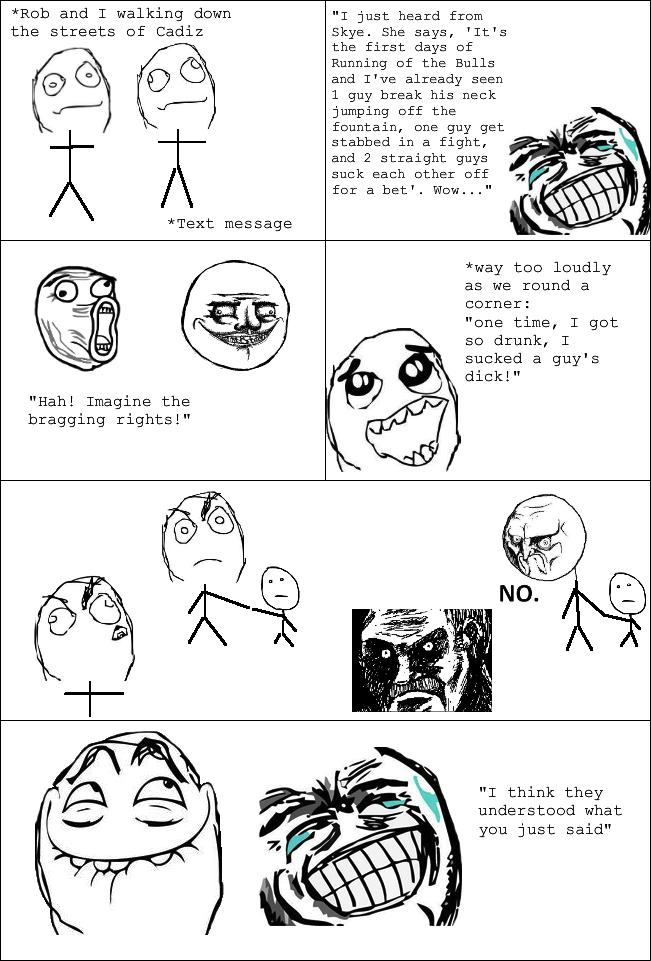 *Rob and I walking down
the streets of Cadiz
*Text message
"I just heard from
Skye. She says, 'It's
the first days of
Running of the Bulls
and I've already seen
1 guy break his neck
jumping off the
fountain, one guy get
stabbed in a fight,
and 2 straight guys
suck each other off
for a bet'. Wow..."
"Hah! Imagine the
bragging rights!"
*way too loudly
as we round a
corner:
"one time, I got
so drunk, I
sucked a guy's
dick!"
NO.
"I think they
understood what
you just said"